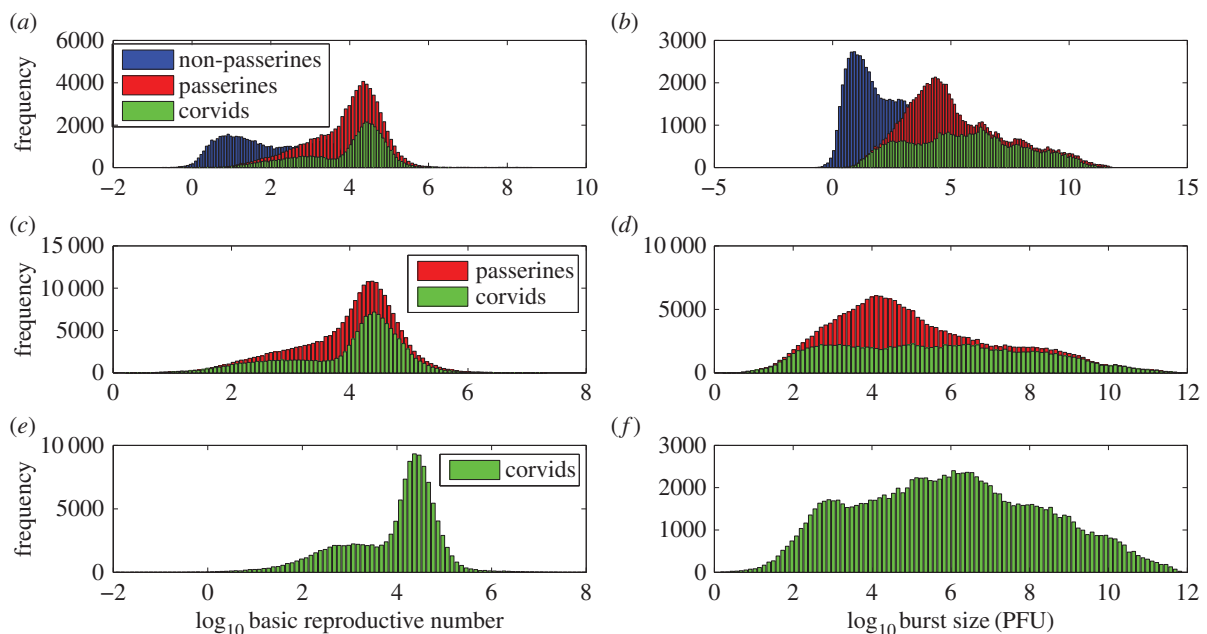 (a)
6000
4000
2000
0
frequency
non-passerines
passerines
corvids
−2 0 2 4 6 8 10
(b)
3000
2000
1000
0
−5 0 5 10 15
(c)
15 000
10 000
5000
0
frequency
passerines
corvids
0 2 4 6 8
(d)
10 000
5000
0
0 2 4 6 8 10 12
(e)
10 000
5000
0
frequency
corvids
−2 0 2 4 6 8
log10 basic reproductive number
(f)
3000
2000
1000
0
0 2 4 6 8 10 12
log10 burst size (PFU)